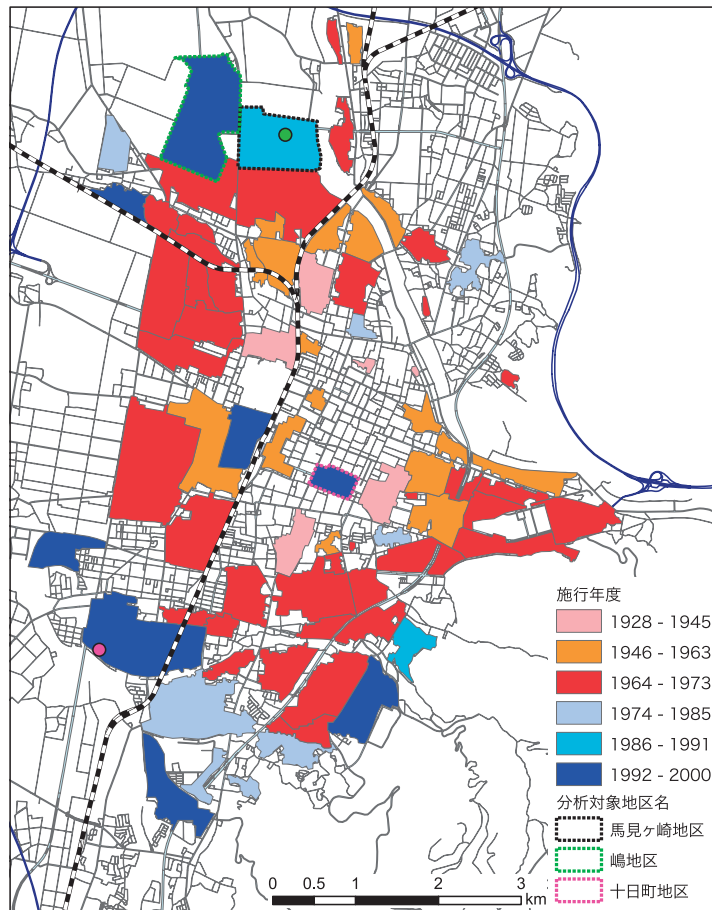 施行年度
1928 - 1945
1946 - 1963
1964 - 1973
1974 - 1985
1986 - 1991
1992 - 2000
分析対象地区名
馬見ヶ崎地区
嶋地区
十日町地区
0 0.5 1 2 3
km